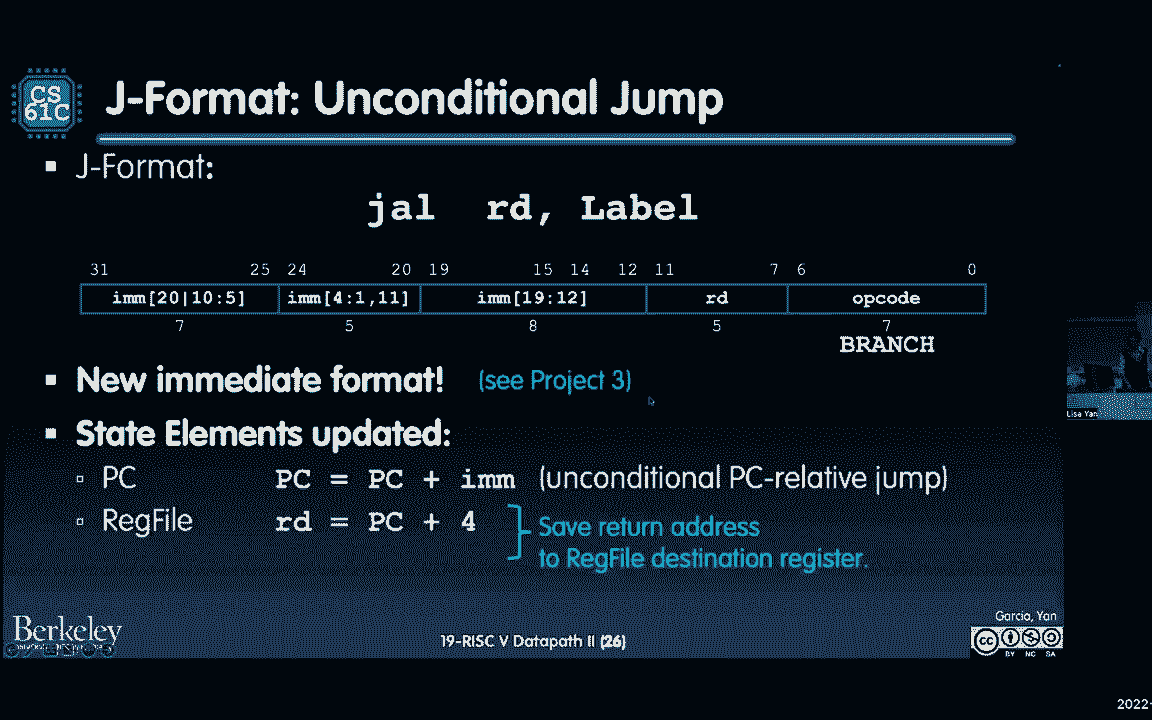 CS
61C
J-Format: Unconditional Jump
J-Format:
jal rd, Label
31 25 24 20 19 15 14 12 11 7 6 0
imm[20|10:5] imm[4:1,11] imm[19:12] rd opcode
7 5 8 5 7
BRANCH
New immediate format! (see Project 3)
State Elements updated:
PC PC = PC + imm (unconditional PC-relative jump)
RegFile rd = PC + 4 Save return address
to RegFile destination register.
Lisa Yan
Garcia, Yan
Berkeley
19-RISC V Datapath II (26)
cc
BY NC SA
2022-